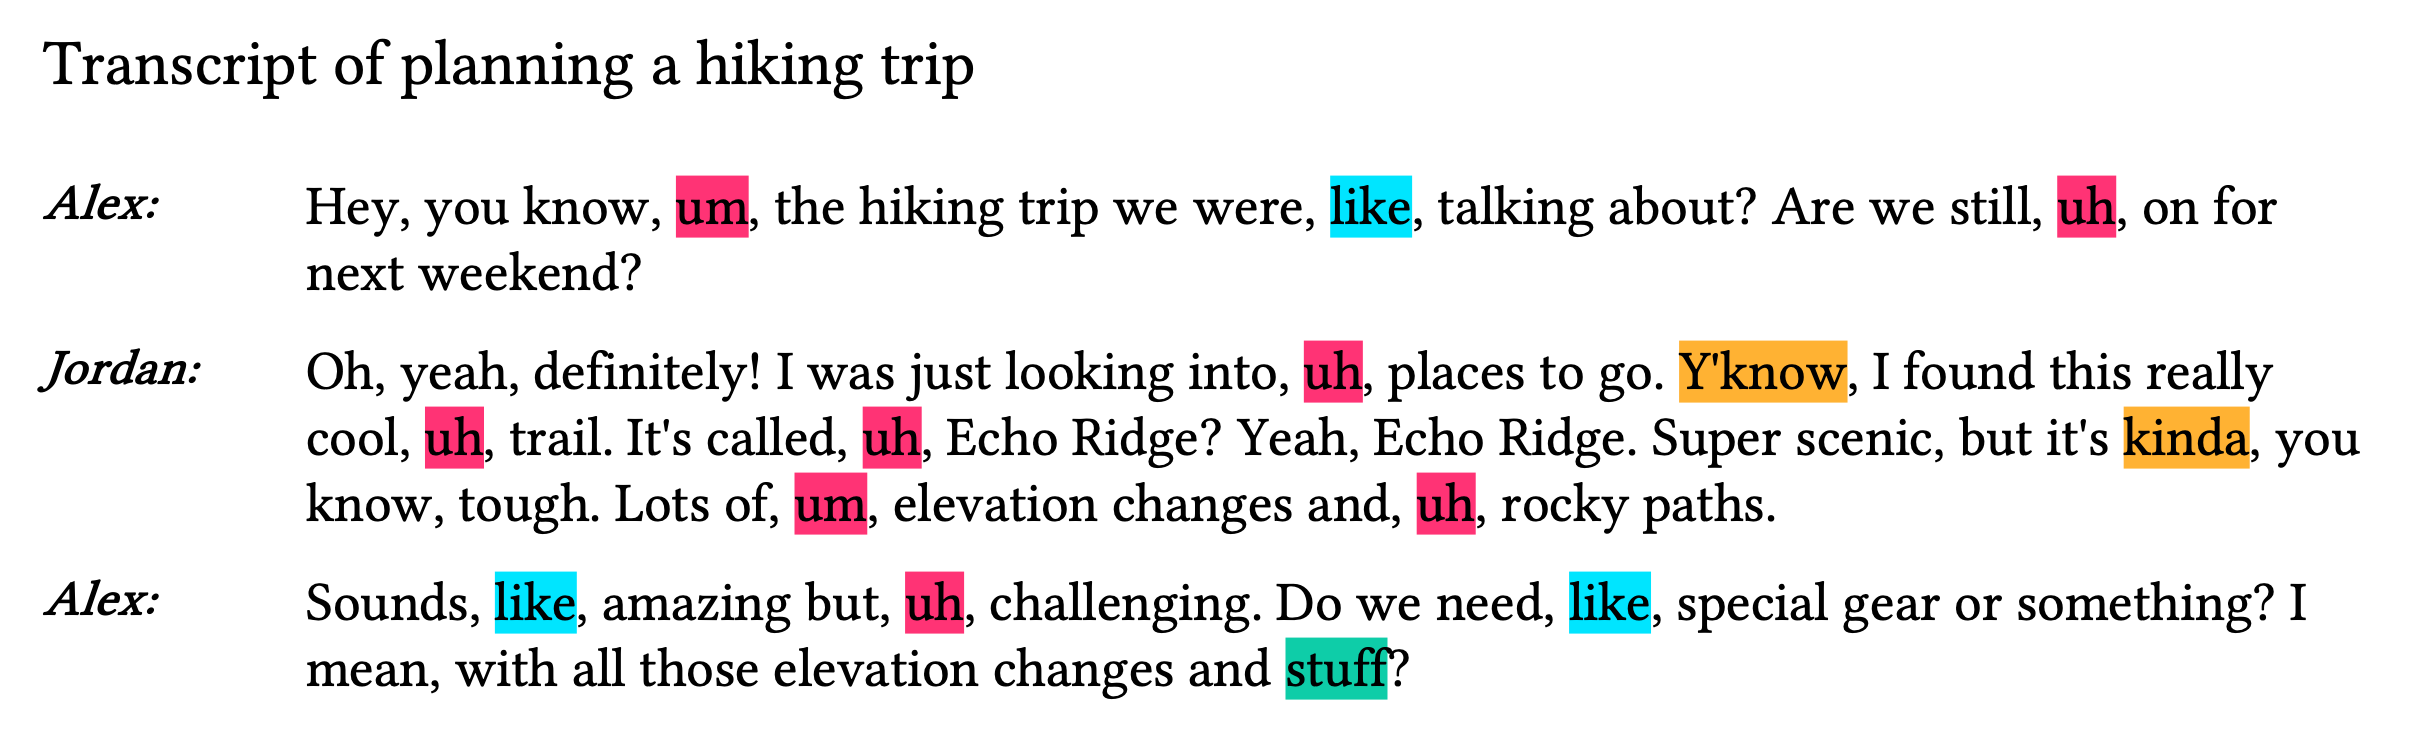 Transcript of planning a hiking trip
Alex: Hey, you know, um, the hiking trip we were, like, talking about? Are we still, uh, on for
next weekend?
Jordan: Oh, yeah, definitely! I was just looking into, uh, places to go. Y'know, I found this really
cool, uh, trail. It's called, uh, Echo Ridge? Yeah, Echo Ridge. Super scenic, but it's kinda, you
know, tough. Lots of, um, elevation changes and, uh, rocky paths.
Alex: Sounds, like, amazing but, uh, challenging. Do we need, like, special gear or something? I
mean, with all those elevation changes and stuff?